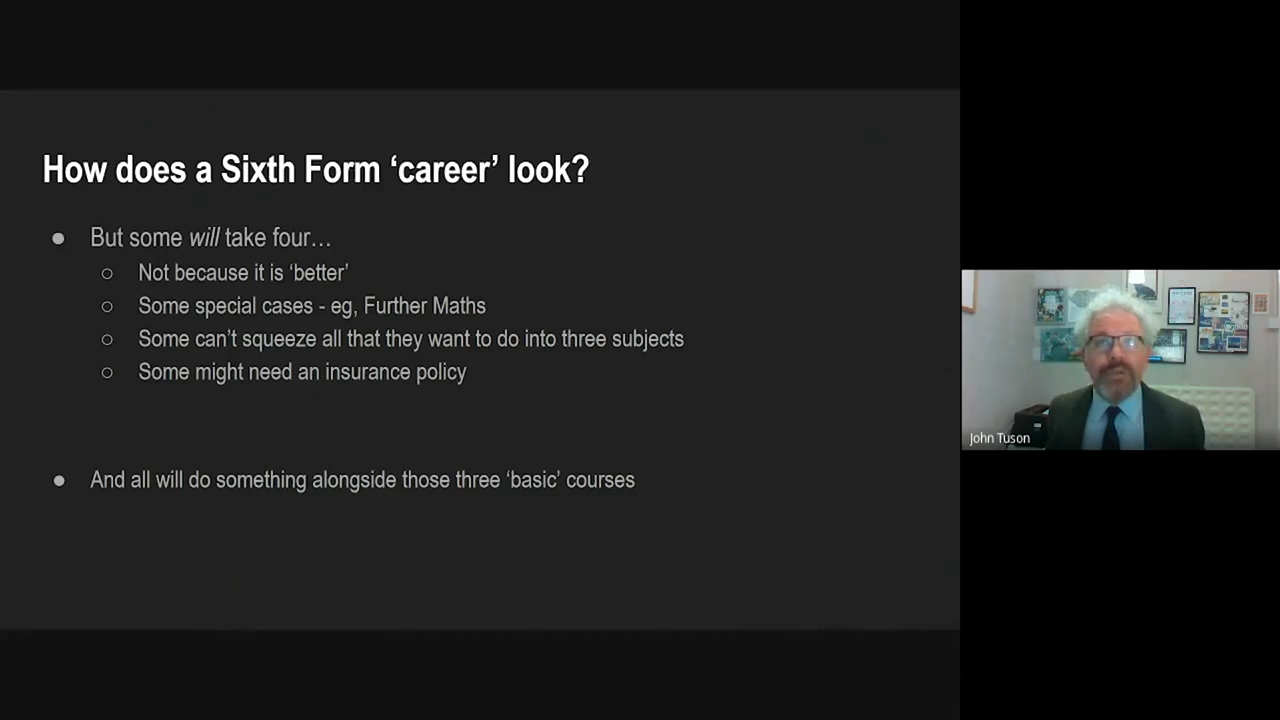 How does a Sixth Form ‘career’ look?
● But some will take four…
○ Not because it is ‘better’
○ Some special cases - eg, Further Maths
○ Some can’t squeeze all that they want to do into three subjects
○ Some might need an insurance policy
● And all will do something alongside those three ‘basic’ courses
John Tuson